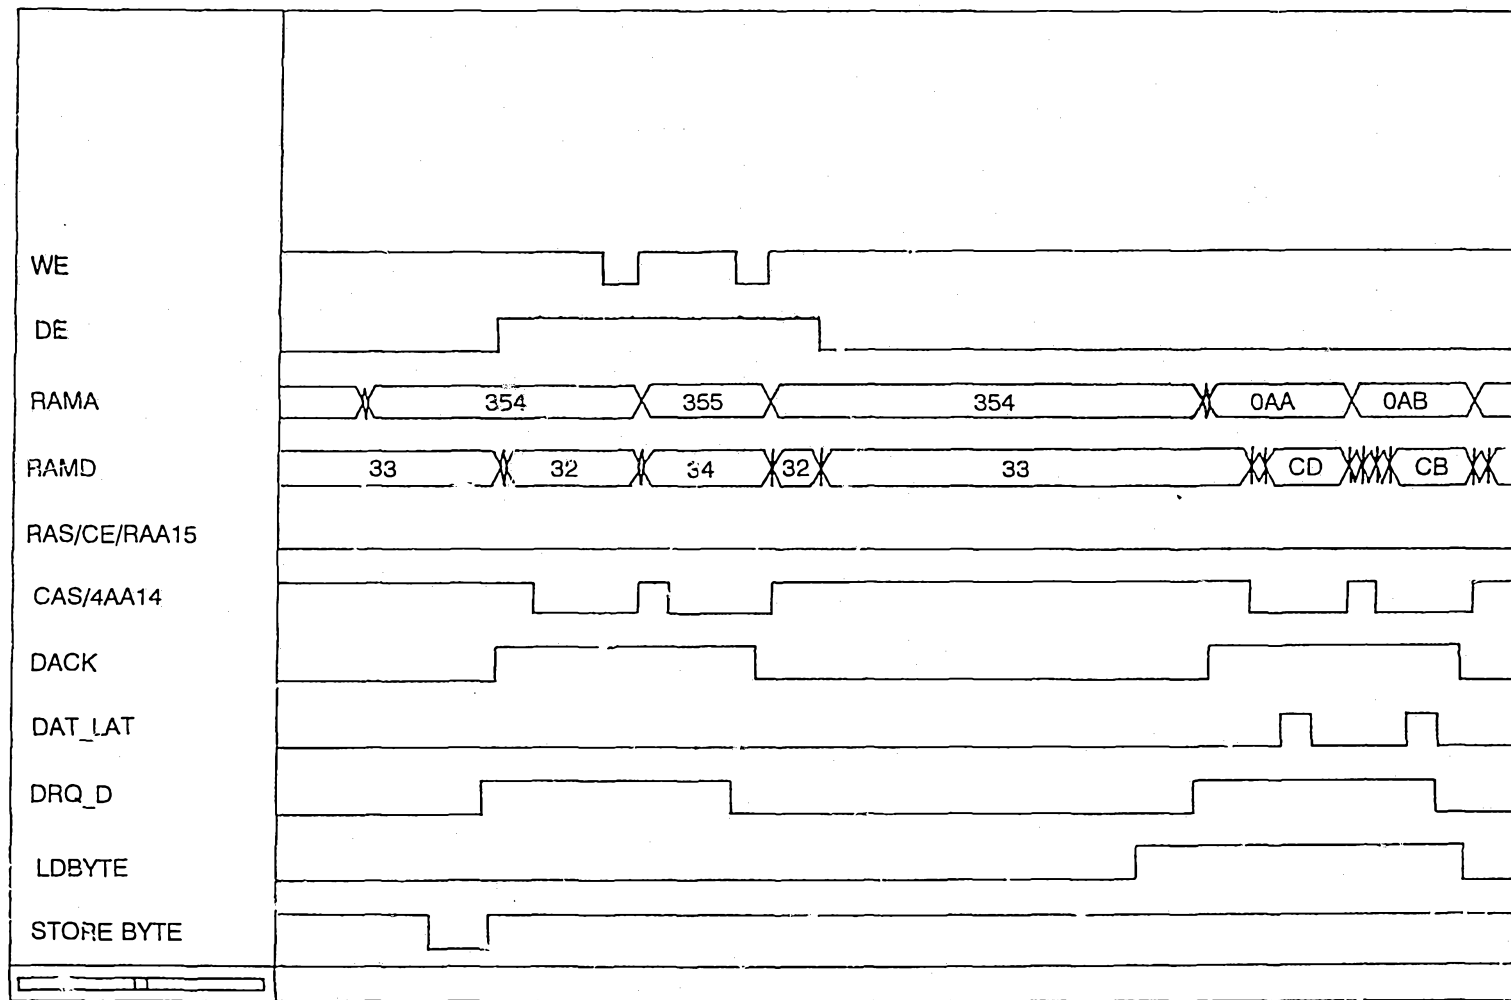 WE
DE
RAMA 354 355 354 0AA 0AB
RAMD 33 32 34 32 33 CD CB
RAS/CE/RAA15
CAS/4AA14
DACK
DAT_LAT
DRQ_D
LDBYTE
STORE BYTE